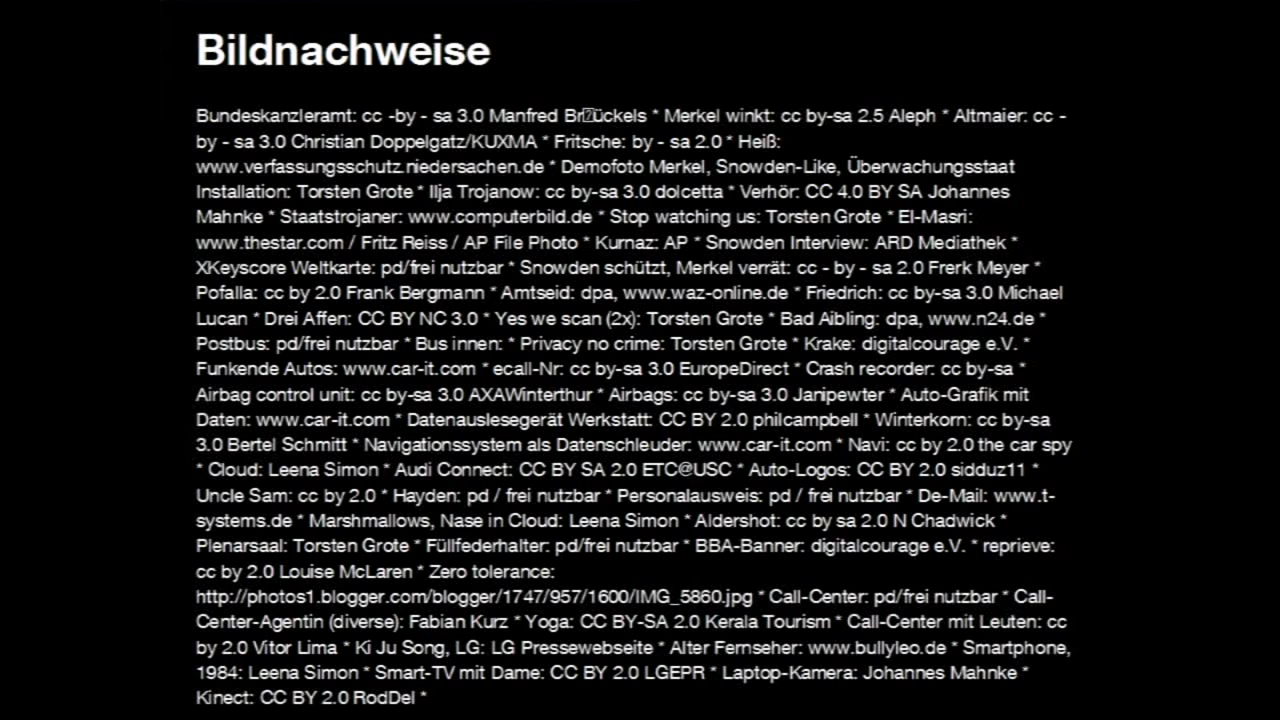 Bildnachweise
Bundeskanzleramt: cc -by - sa 3.0 Manfred Br⍰ückels * Merkel winkt: cc by-sa 2.5 Aleph * Altmaier: cc -
by - sa 3.0 Christian Doppelgatz/KUXMA * Fritsche: by - sa 2.0 * Heiß:
www.verfassungsschutz.niedersachen.de * Demofoto Merkel, Snowden-Like, Überwachungsstaat
Installation: Torsten Grote * Ilja Trojanow: cc by-sa 3.0 dolcetta * Verhör: CC 4.0 BY SA Johannes
Mahnke * Staatstrojaner: www.computerbild.de * Stop watching us: Torsten Grote * El-Masri:
www.thestar.com / Fritz Reiss / AP File Photo * Kurnaz: AP * Snowden Interview: ARD Mediathek *
XKeyscore Weltkarte: pd/frei nutzbar * Snowden schützt, Merkel verrät: cc - by - sa 2.0 Frerk Meyer *
Pofalla: cc by 2.0 Frank Bergmann * Amtseid: dpa, www.waz-online.de * Friedrich: cc by-sa 3.0 Michael
Lucan * Drei Affen: CC BY NC 3.0 * Yes we scan (2x): Torsten Grote * Bad Aibling: dpa, www.n24.de *
Postbus: pd/frei nutzbar * Bus innen: * Privacy no crime: Torsten Grote * Krake: digitalcourage e.V. *
Funkende Autos: www.car-it.com * ecall-Nr: cc by-sa 3.0 EuropeDirect * Crash recorder: cc by-sa *
Airbag control unit: cc by-sa 3.0 AXAWinterthur * Airbags: cc by-sa 3.0 Janipewter * Auto-Grafik mit
Daten: www.car-it.com * Datenauslesegerät Werkstatt: CC BY 2.0 philcampbell * Winterkorn: cc by-sa
3.0 Bertel Schmitt * Navigationssystem als Datenschleuder: www.car-it.com * Navi: cc by 2.0 the car spy
* Cloud: Leena Simon * Audi Connect: CC BY SA 2.0 ETC@USC * Auto-Logos: CC BY 2.0 sidduz11 *
Uncle Sam: cc by 2.0 * Hayden: pd / frei nutzbar * Personalausweis: pd / frei nutzbar * De-Mail: www.t-
systems.de * Marshmallows, Nase in Cloud: Leena Simon * Aldershot: cc by sa 2.0 N Chadwick *
Plenarsaal: Torsten Grote * Füllfederhalter: pd/frei nutzbar * BBA-Banner: digitalcourage e.V. * reprieve:
cc by 2.0 Louise McLaren * Zero tolerance:
http://photos1.blogger.com/blogger/1747/957/1600/IMG_5860.jpg * Call-Center: pd/frei nutzbar * Call-
Center-Agentin (diverse): Fabian Kurz * Yoga: CC BY-SA 2.0 Kerala Tourism * Call-Center mit Leuten: cc
by 2.0 Vitor Lima * Ki Ju Song, LG: LG Pressewebseite * Alter Fernseher: www.bullyleo.de * Smartphone,
1984: Leena Simon * Smart-TV mit Dame: CC BY 2.0 LGEPR * Laptop-Kamera: Johannes Mahnke *
Kinect: CC BY 2.0 RodDel *